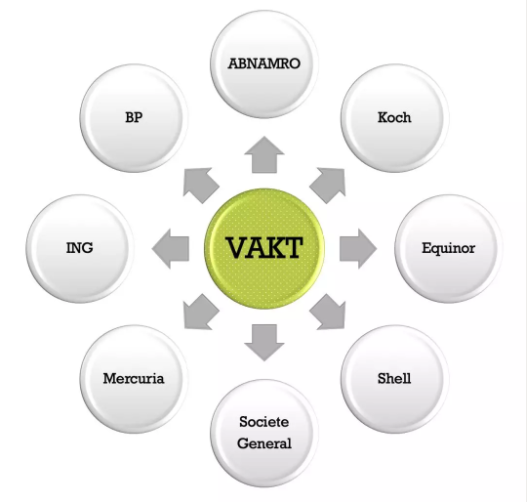 ABNAMRO
BP
Koch
ING
VAKT
Equinor
Mercuria
Shell
Societe
General